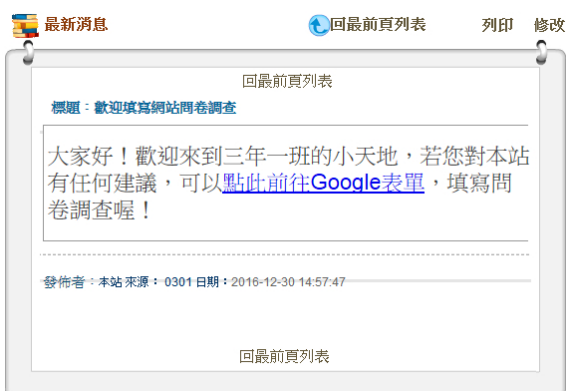 最新消息 回最前頁列表 列印 修改
回最前頁列表
標題：歡迎填寫網站問卷調查
大家好！歡迎來到三年一班的小天地，若您對本站
有任何建議，可以點此前往Google表單，填寫問
卷調查喔！
發佈者：本站 來源： 0301 日期：2016-12-30 14:57:47
回最前頁列表